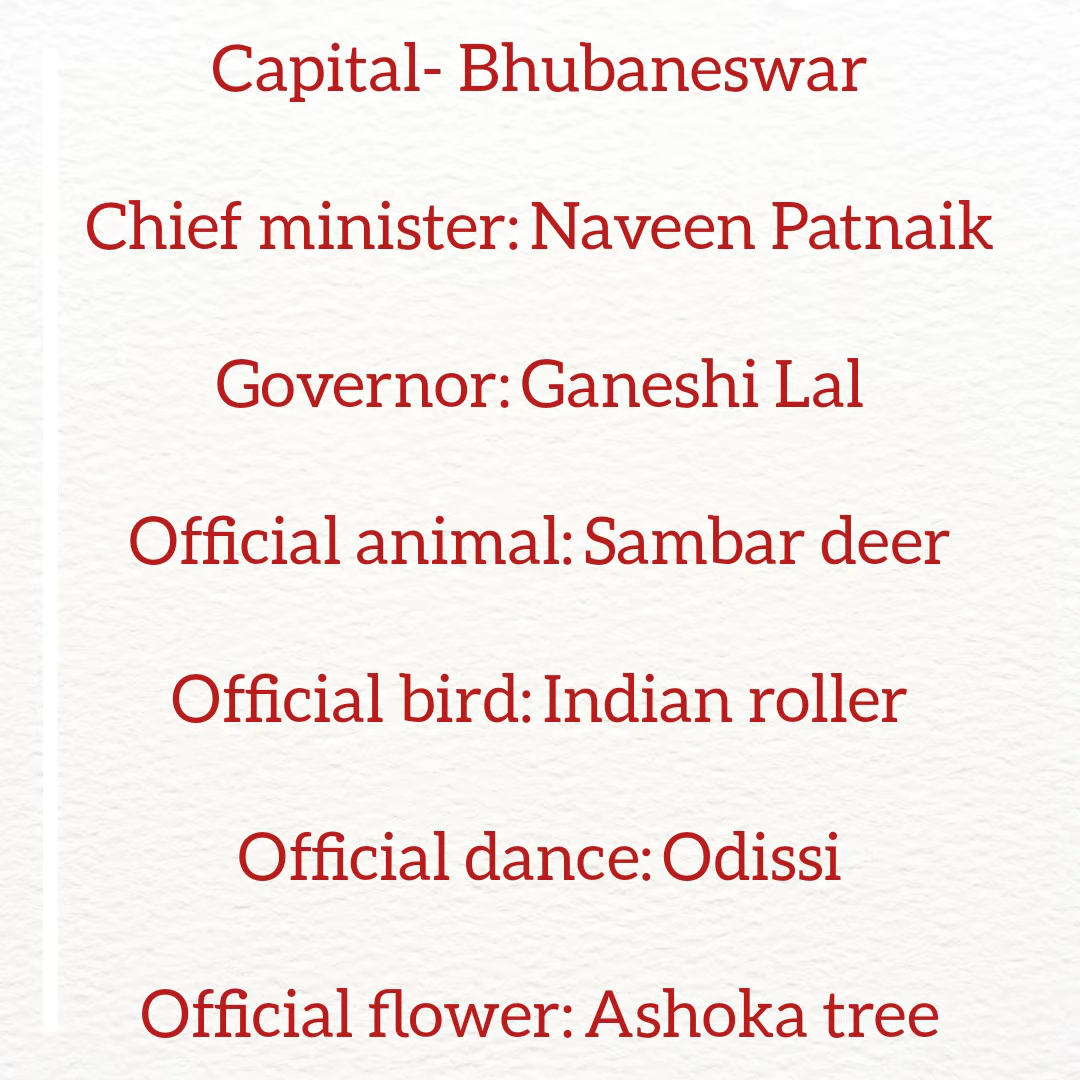 Capital- Bhubaneswar
Chief minister: Naveen Patnaik
Governor: Ganeshi Lal
Official animal: Sambar deer
Official bird: Indian roller
Official dance: Odissi
Official flower: Ashoka tree